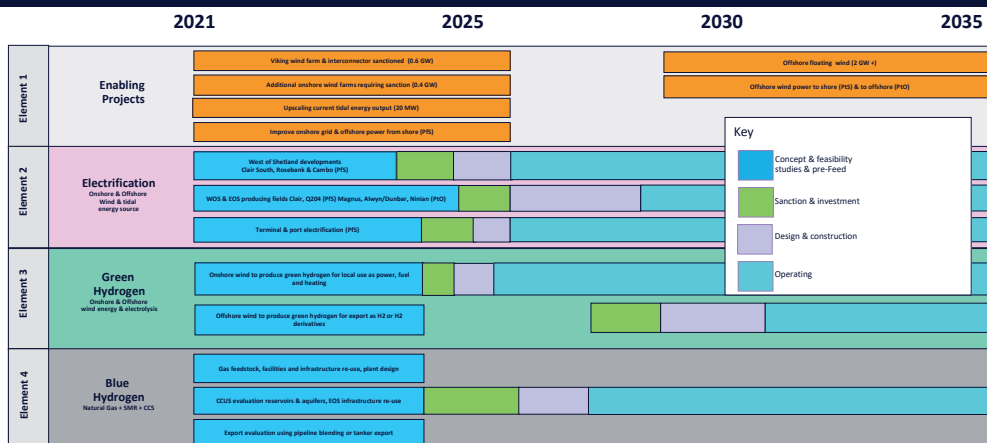 2021
2025
2030
2035
Element 1
Enabling
Projects
Viking wind farm & interconnector sanctioned (0.6 GW)
Additional onshore wind farms requiring sanction (0.4 GW)
Upscaling current tidal energy output (20 MW)
Improve onshore grid & offshore power from shore (PfS)
Offshore floating wind (2 GW +)
Offshore wind power to shore (PtS) & to offshore (PtO)
Key
Concept & feasibility
studies & pre-Feed
Sanction & investment
Design & construction
Operating
Element 2
Electrification
Onshore & Offshore
Wind & tidal
energy source
West of Shetland developments
Clair South, Rosebank & Cambo (PfS)
WOS & EOS producing fields Clair, Q204 (PfS) Magnus, Alwyn/Dunbar, Ninian (PtO)
Terminal & port electrification (PfS)
Element 3
Green
Hydrogen
Onshore & Offshore
wind energy & electrolysis
Onshore wind to produce green hydrogen for local use as power, fuel
and heating
Offshore wind to produce green hydrogen for export as H2 or H2
derivatives
Element 4
Blue
Hydrogen
Natural Gas + SMR + CCS
Gas feedstock, facilities and infrastructure re-use, plant design
CCUS evaluation reservoirs & aquifers, EOS infrastructure re-use
Export evaluation using pipeline blending or tanker export